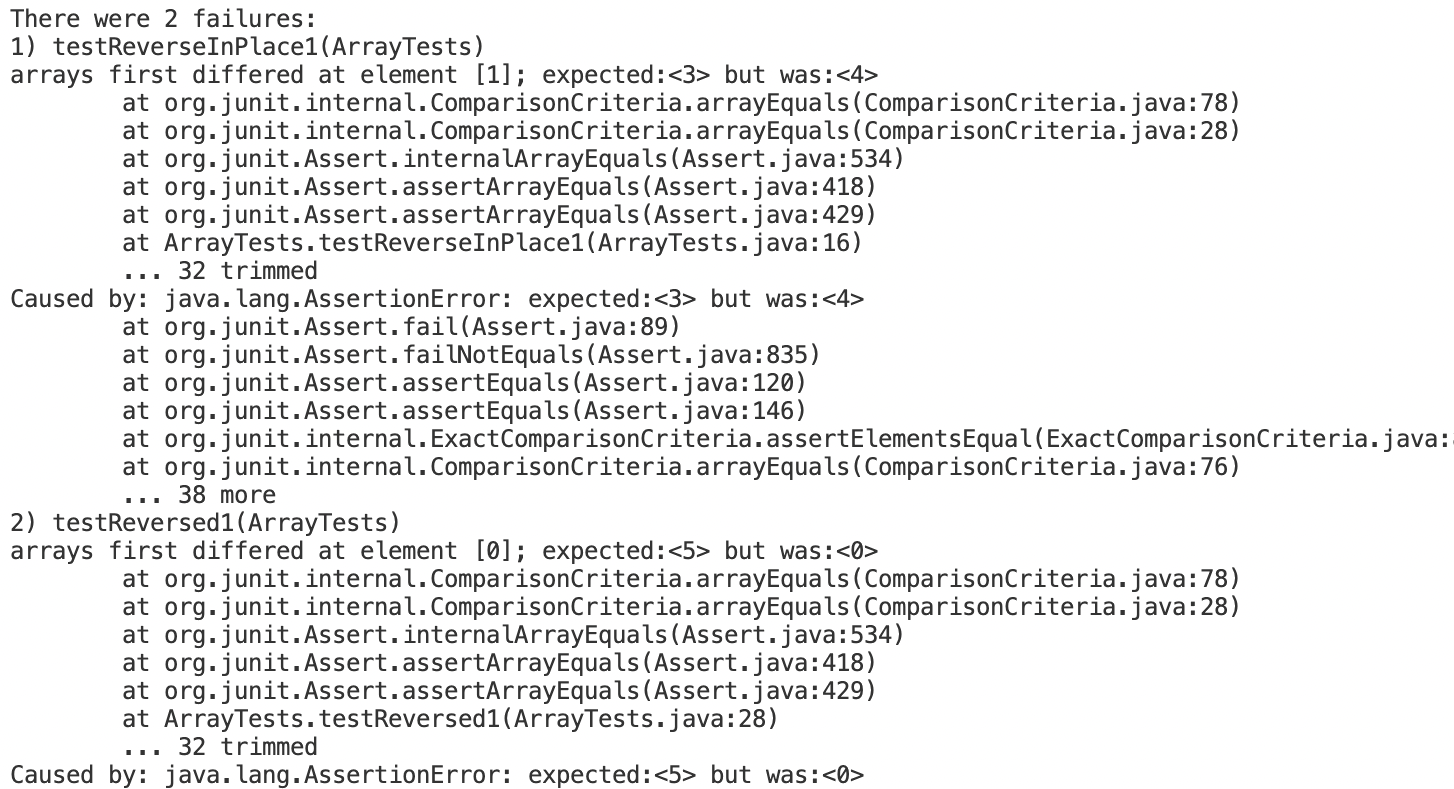 There were 2 failures:
1) testReverseInPlace1(ArrayTests)
arrays first differed at element [1]; expected:<3> but was:<4>
        at org.junit.internal.ComparisonCriteria.arrayEquals(ComparisonCriteria.java:78)
        at org.junit.internal.ComparisonCriteria.arrayEquals(ComparisonCriteria.java:28)
        at org.junit.Assert.internalArrayEquals(Assert.java:534)
        at org.junit.Assert.assertArrayEquals(Assert.java:418)
        at org.junit.Assert.assertArrayEquals(Assert.java:429)
        at ArrayTests.testReverseInPlace1(ArrayTests.java:16)
        ... 32 trimmed
Caused by: java.lang.AssertionError: expected:<3> but was:<4>
        at org.junit.Assert.fail(Assert.java:89)
        at org.junit.Assert.failNotEquals(Assert.java:835)
        at org.junit.Assert.assertEquals(Assert.java:120)
        at org.junit.Assert.assertEquals(Assert.java:146)
        at org.junit.internal.ExactComparisonCriteria.assertElementsEqual(ExactComparisonCriteria.java:
        at org.junit.internal.ComparisonCriteria.arrayEquals(ComparisonCriteria.java:76)
        ... 38 more
2) testReversed1(ArrayTests)
arrays first differed at element [0]; expected:<5> but was:<0>
        at org.junit.internal.ComparisonCriteria.arrayEquals(ComparisonCriteria.java:78)
        at org.junit.internal.ComparisonCriteria.arrayEquals(ComparisonCriteria.java:28)
        at org.junit.Assert.internalArrayEquals(Assert.java:534)
        at org.junit.Assert.assertArrayEquals(Assert.java:418)
        at org.junit.Assert.assertArrayEquals(Assert.java:429)
        at ArrayTests.testReversed1(ArrayTests.java:28)
        ... 32 trimmed
Caused by: java.lang.AssertionError: expected:<5> but was:<0>